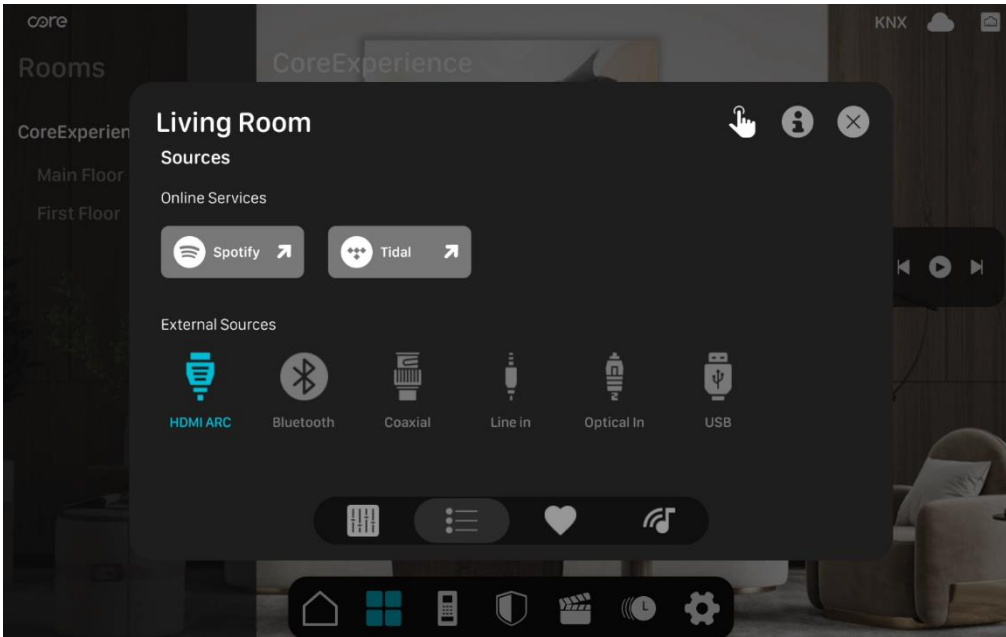 core
KNX
Rooms
CoreExperience
CoreExperien
Main Floor
First Floor
Living Room
Sources
Online Services
Spotify
Tidal
External Sources
HDMI ARC
Bluetooth
Coaxial
Line in
Optical In
USB